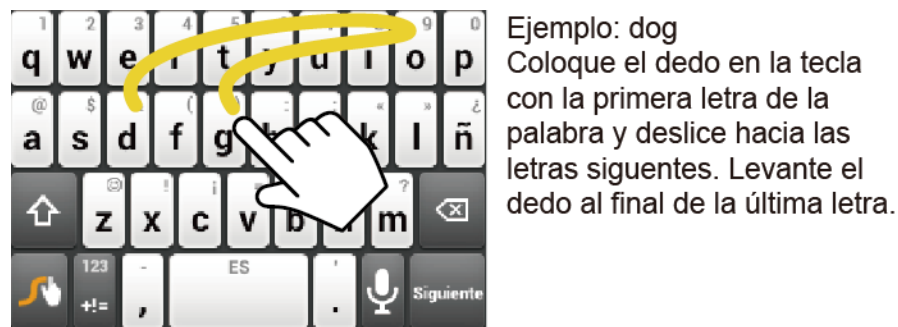 1 2 3 4 5 9 0
q w e r t y u i o p
@ $ ( : : « » ¿
a s d f g k l ñ
☺ ! ¡ ?
z x c v b m
123 - ES '
+!= , . Siguiente
Ejemplo: dog
Coloque el dedo en la tecla
con la primera letra de la
palabra y deslice hacia las
letras siguentes. Levante el
dedo al final de la última letra.